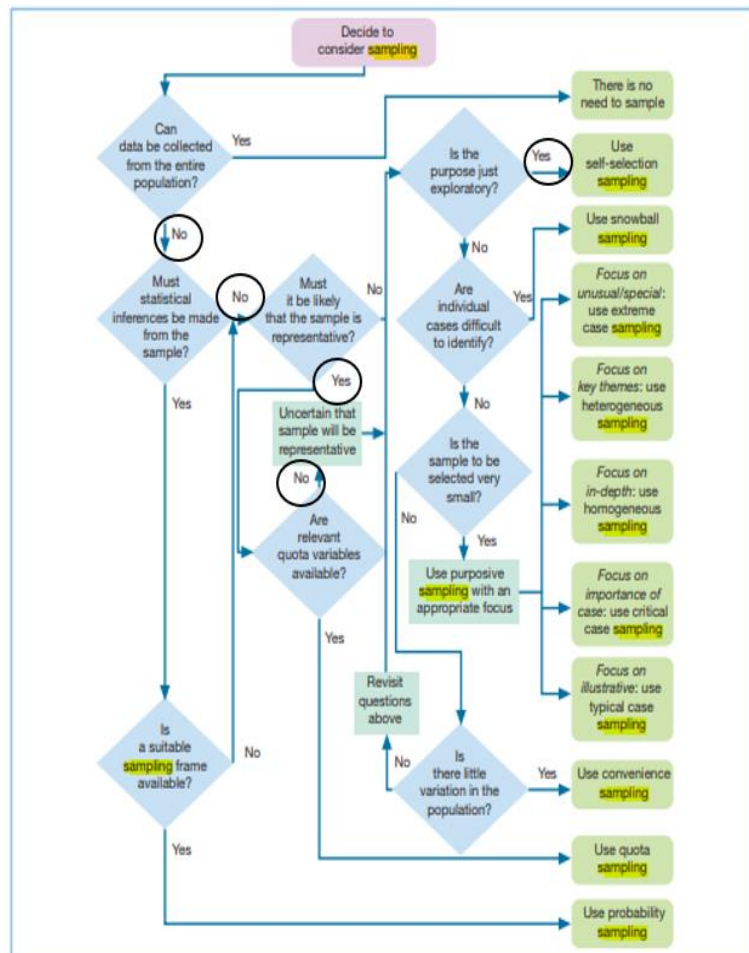 Decide to
consider sampling
Can
data be collected
from the entire
population?
Yes
There is no
need to sample
No
Is the
purpose just
exploratory?
Yes
Use
self-selection
sampling
No
Must
statistical
inferences be made
from the
sample?
No
Must
it be likely
that the sample is
representative?
No
Yes
Are
individual
cases difficult
to identify?
Yes
Use snowball
sampling
Focus on
unusual/special:
use extreme
case sampling
Yes
Uncertain that
sample will be
representative
No
No
Focus on
key themes: use
heterogeneous
sampling
Are
relevant
quota variables
available?
Yes
Is the
sample to be
selected very
small?
No
Yes
Use purposive
sampling with an
appropriate focus
Focus on
in-depth: use
homogeneous
sampling
Focus on
importance of
case: use critical
case sampling
Focus on
illustrative: use
typical case
sampling
Revisit
questions
above
Is
a suitable
sampling frame
available?
No
Yes
No
Is
there little
variation in the
population?
Yes
Use convenience
sampling
Use quota
sampling
Use probability
sampling